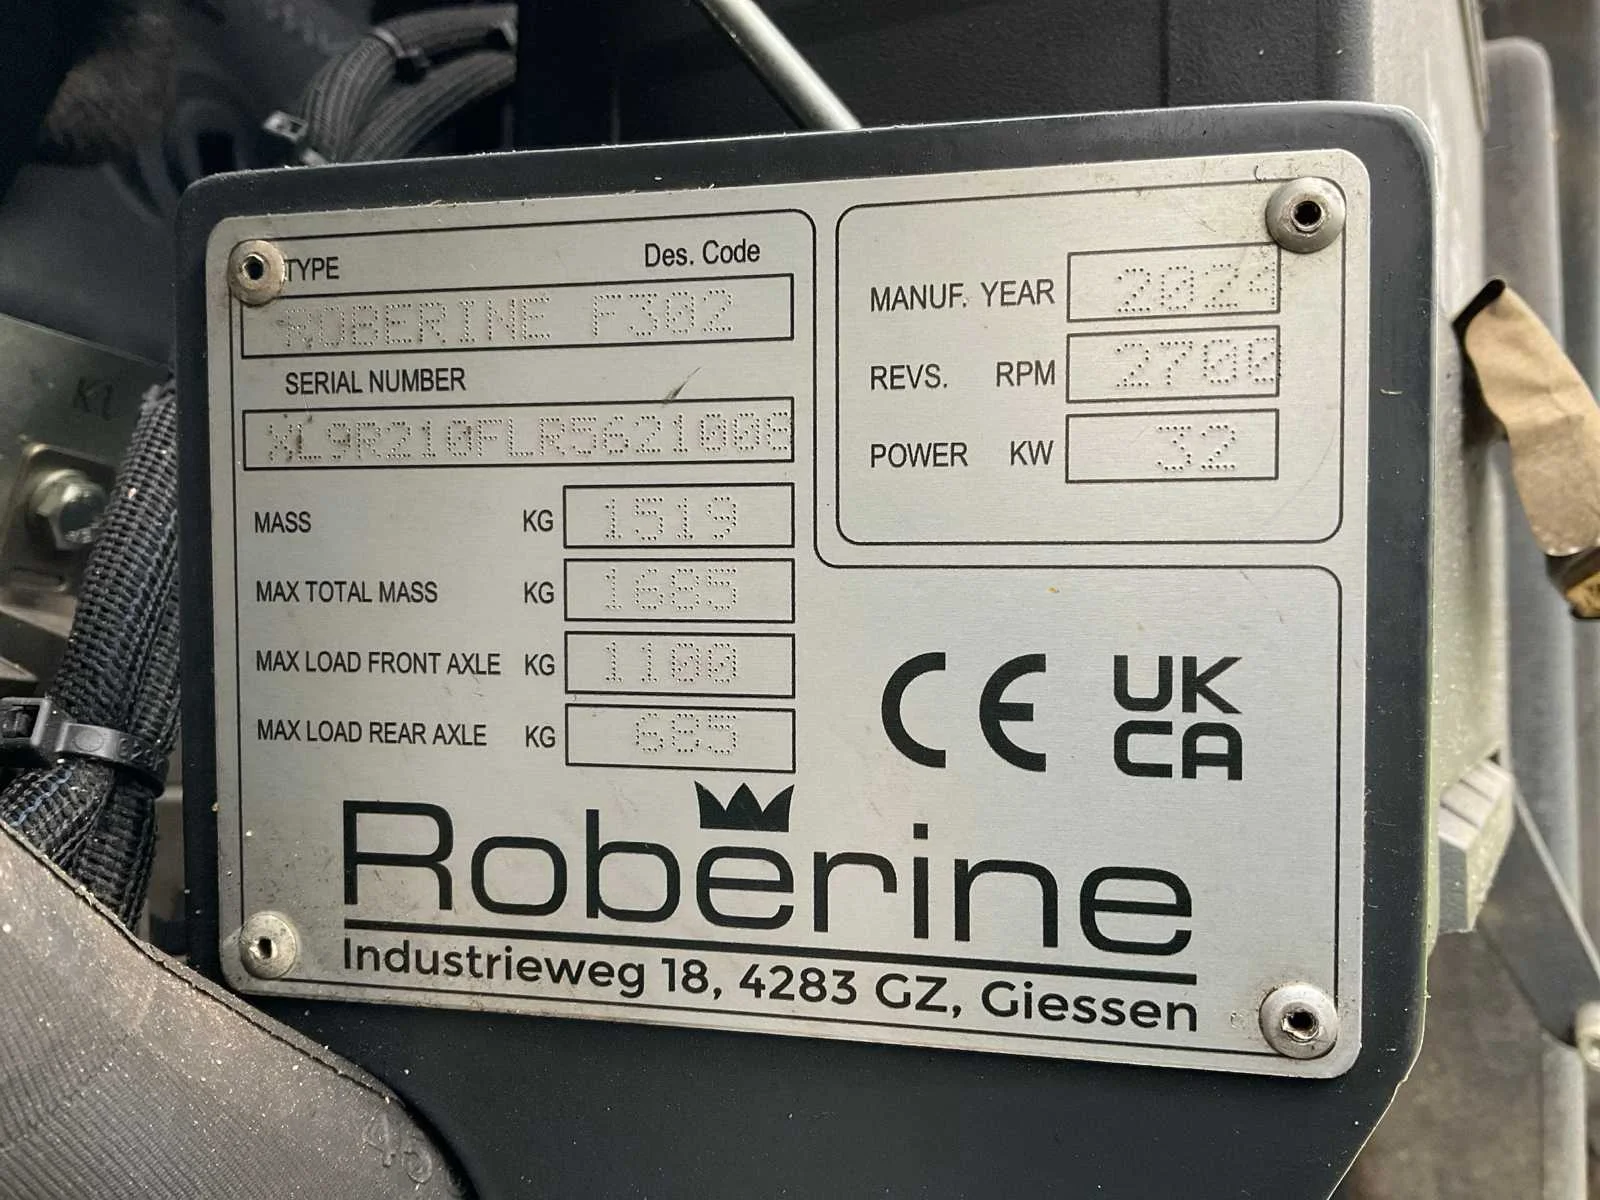 TYPE Des. Code
ROBERINE F302
SERIAL NUMBER
XL9R210FLR5621008
MASS KG 1519
MAX TOTAL MASS KG 1685
MAX LOAD FRONT AXLE KG 1100
MAX LOAD REAR AXLE KG 685
MANUF. YEAR 2024
REVS. RPM 2700
POWER KW 32
CE UK
CA
Roberine
Industrieweg 18, 4283 GZ, Giessen
K1